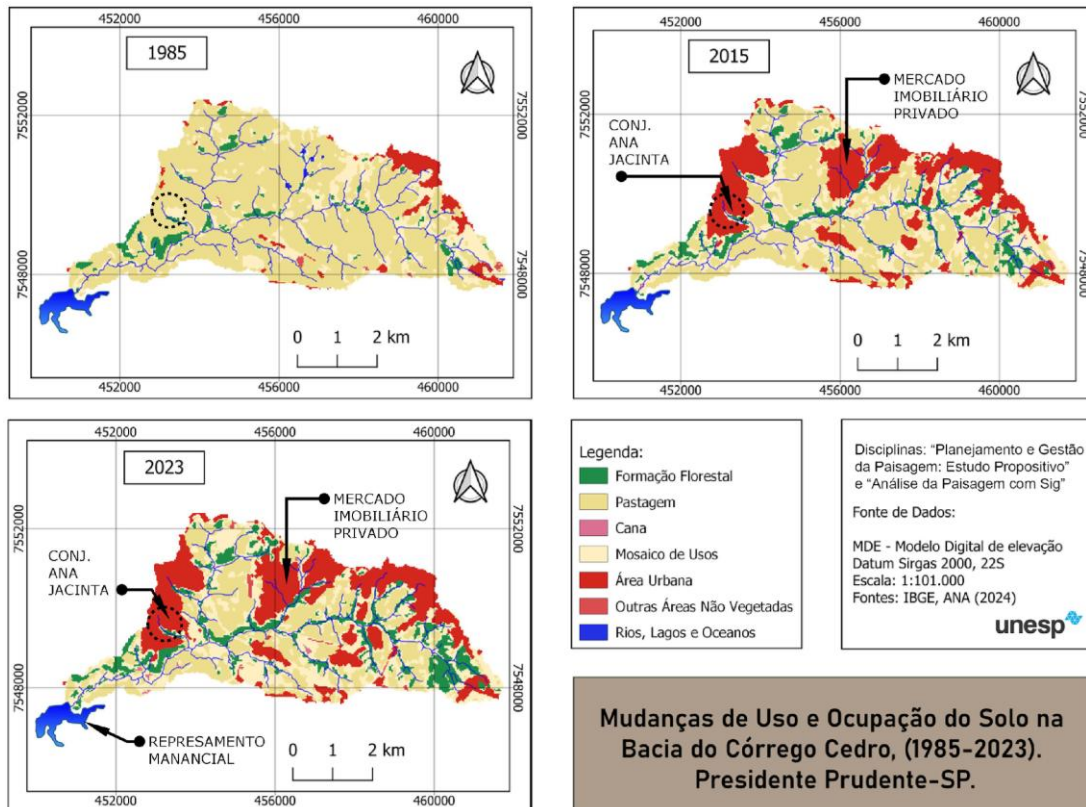 452000 456000 460000
1985
7552000
7552000
7548000
7548000
0 1 2 km
452000 456000 460000
452000 456000 460000
2015
MERCADO
IMOBILIÁRIO
PRIVADO
CONJ.
ANA
JACINTA
7552000
7552000
7548000
7548000
0 1 2 km
452000 456000 460000
452000 456000 460000
2023
MERCADO
IMOBILIÁRIO
PRIVADO
CONJ.
ANA
JACINTA
7552000
7552000
7548000
7548000
REPRESAMENTO
MANANCIAL
0 1 2 km
452000 456000 460000
Legenda:
Formação Florestal
Pastagem
Cana
Mosaico de Usos
Área Urbana
Outras Áreas Não Vegetadas
Rios, Lagos e Oceanos
Disciplinas: “Planejamento e Gestão
da Paisagem: Estudo Propositivo”
e “Análise da Paisagem com Sig”
Fonte de Dados:
MDE - Modelo Digital de elevação
Datum Sirgas 2000, 22S
Escala: 1:101.000
Fontes: IBGE, ANA (2024)
unesp
Mudanças de Uso e Ocupação do Solo na
Bacia do Córrego Cedro, (1985-2023).
Presidente Prudente-SP.